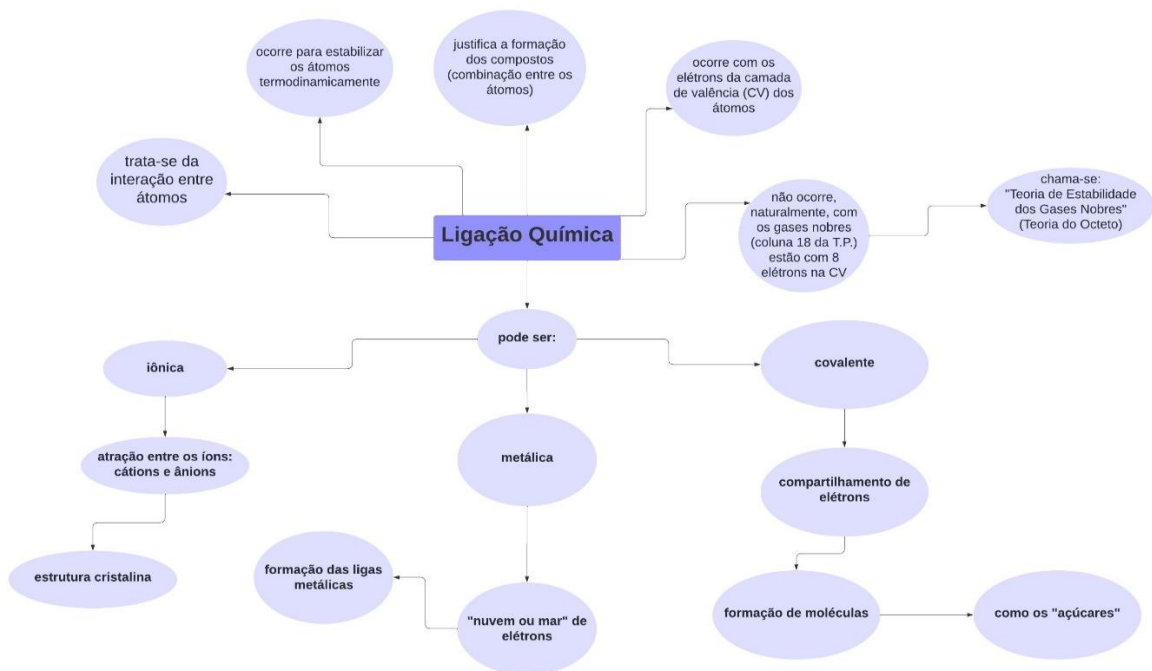 ocorre para estabilizar
os átomos
termodinamicamente
justifica a formação
dos compostos
(combinação entre os
átomos)
ocorre com os
elétrons da camada
de valência (CV) dos
átomos
trata-se da
interação entre
átomos
Ligação Química
não ocorre,
naturalmente, com
os gases nobres
(coluna 18 da T.P.)
estão com 8
elétrons na CV
chama-se:
"Teoria de Estabilidade
dos Gases Nobres"
(Teoria do Octeto)
pode ser:
iônica
covalente
atração entre os íons:
cátions e ânions
metálica
compartilhamento de
elétrons
estrutura cristalina
formação das ligas
metálicas
"nuvem ou mar" de
elétrons
formação de moléculas
como os "açúcares"